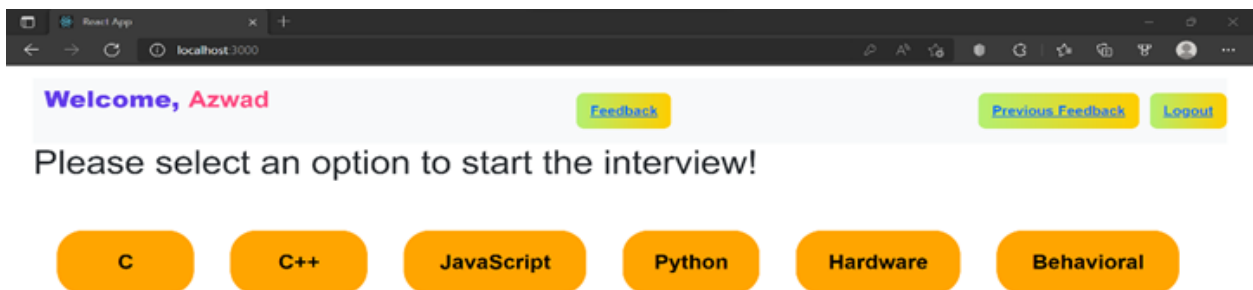 React App
localhost:3000
Welcome, Azwad
Feedback
Previous Feedback
Logout
Please select an option to start the interview!
C
C++
JavaScript
Python
Hardware
Behavioral